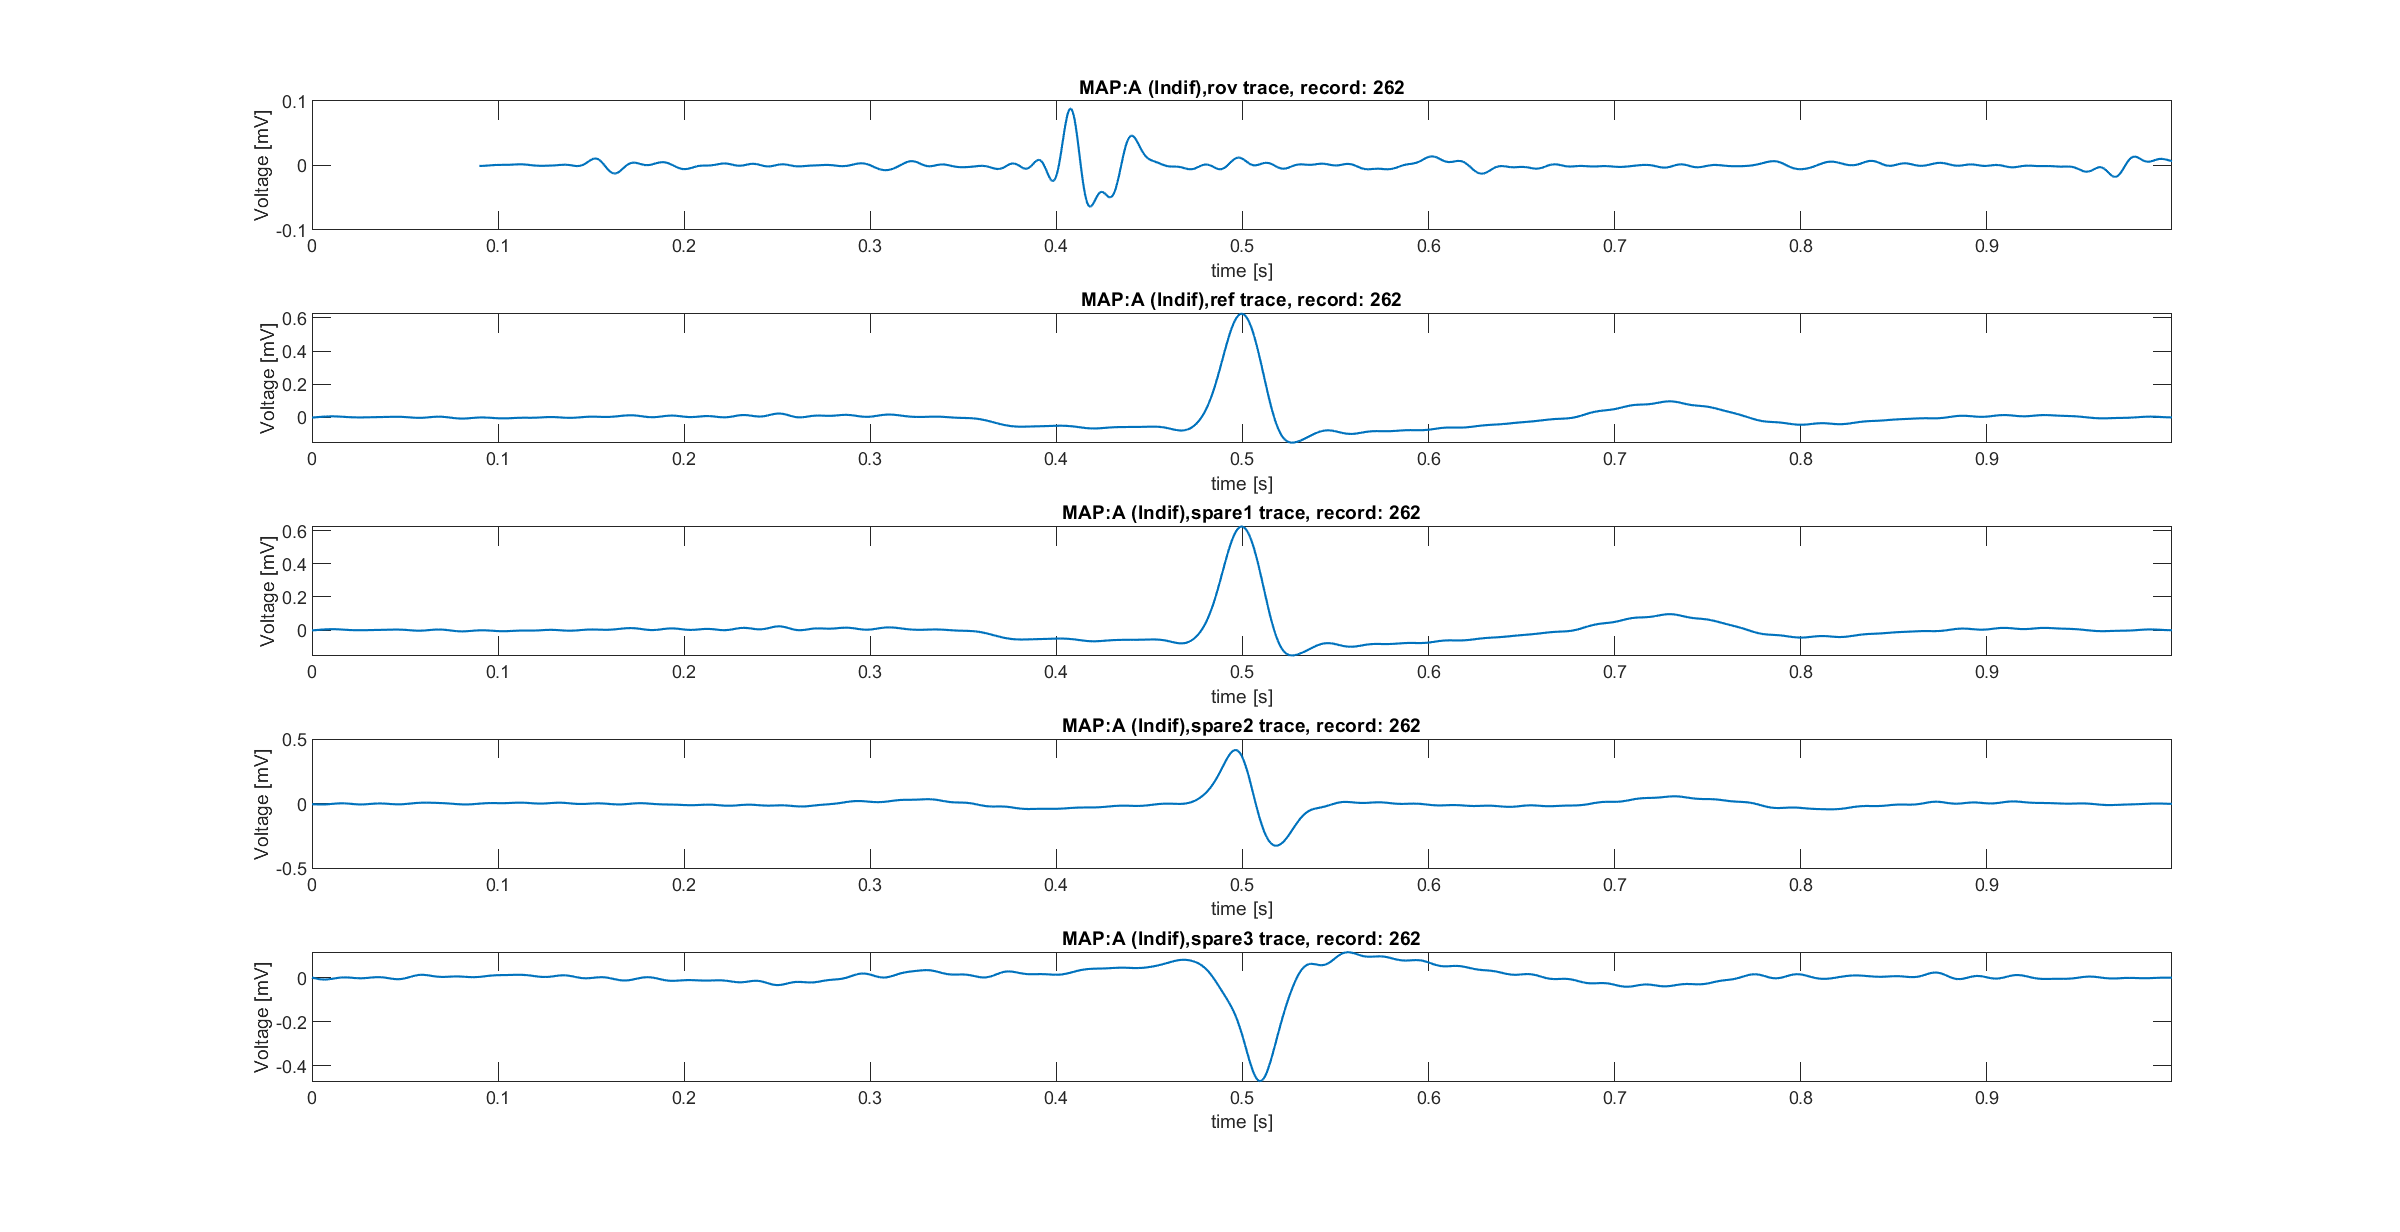 MAP:A (Indif),rov trace, record: 262
Voltage [mV]
0.1
0
-0.1
0 0.1 0.2 0.3 0.4 0.5 0.6 0.7 0.8 0.9
time [s]
MAP:A (Indif),ref trace, record: 262
Voltage [mV]
0.6
0.4
0.2
0
0 0.1 0.2 0.3 0.4 0.5 0.6 0.7 0.8 0.9
time [s]
MAP:A (Indif),spare1 trace, record: 262
Voltage [mV]
0.6
0.4
0.2
0
0 0.1 0.2 0.3 0.4 0.5 0.6 0.7 0.8 0.9
time [s]
MAP:A (Indif),spare2 trace, record: 262
Voltage [mV]
0.5
0
-0.5
0 0.1 0.2 0.3 0.4 0.5 0.6 0.7 0.8 0.9
time [s]
MAP:A (Indif),spare3 trace, record: 262
Voltage [mV]
0
-0.2
-0.4
0 0.1 0.2 0.3 0.4 0.5 0.6 0.7 0.8 0.9
time [s]